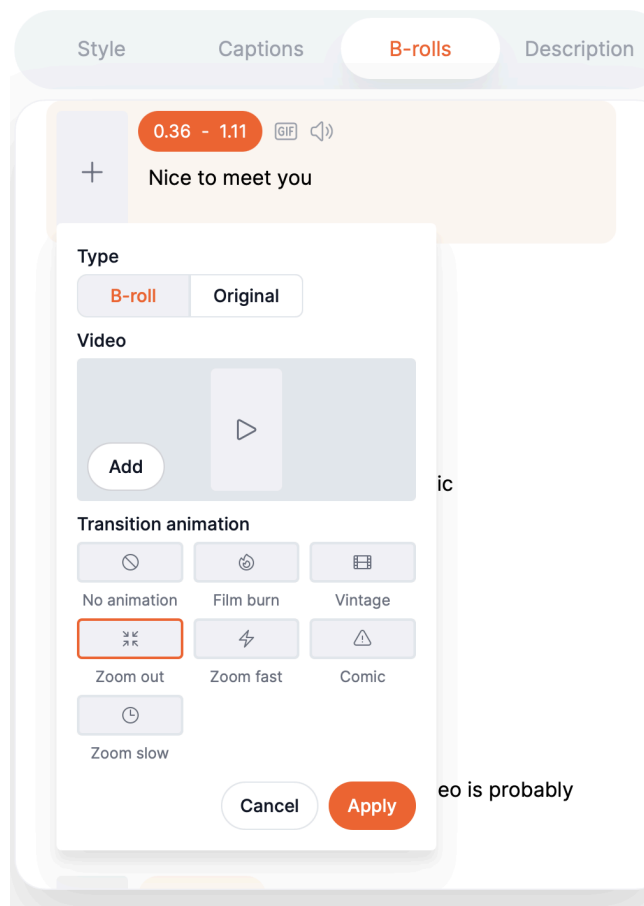 Style Captions B-rolls Description
0.36 - 1.11 GIF
Nice to meet you
Type
B-roll Original
Video
Add
ic
Transition animation
No animation Film burn Vintage
Zoom out Zoom fast Comic
Zoom slow
eo is probably
Cancel Apply